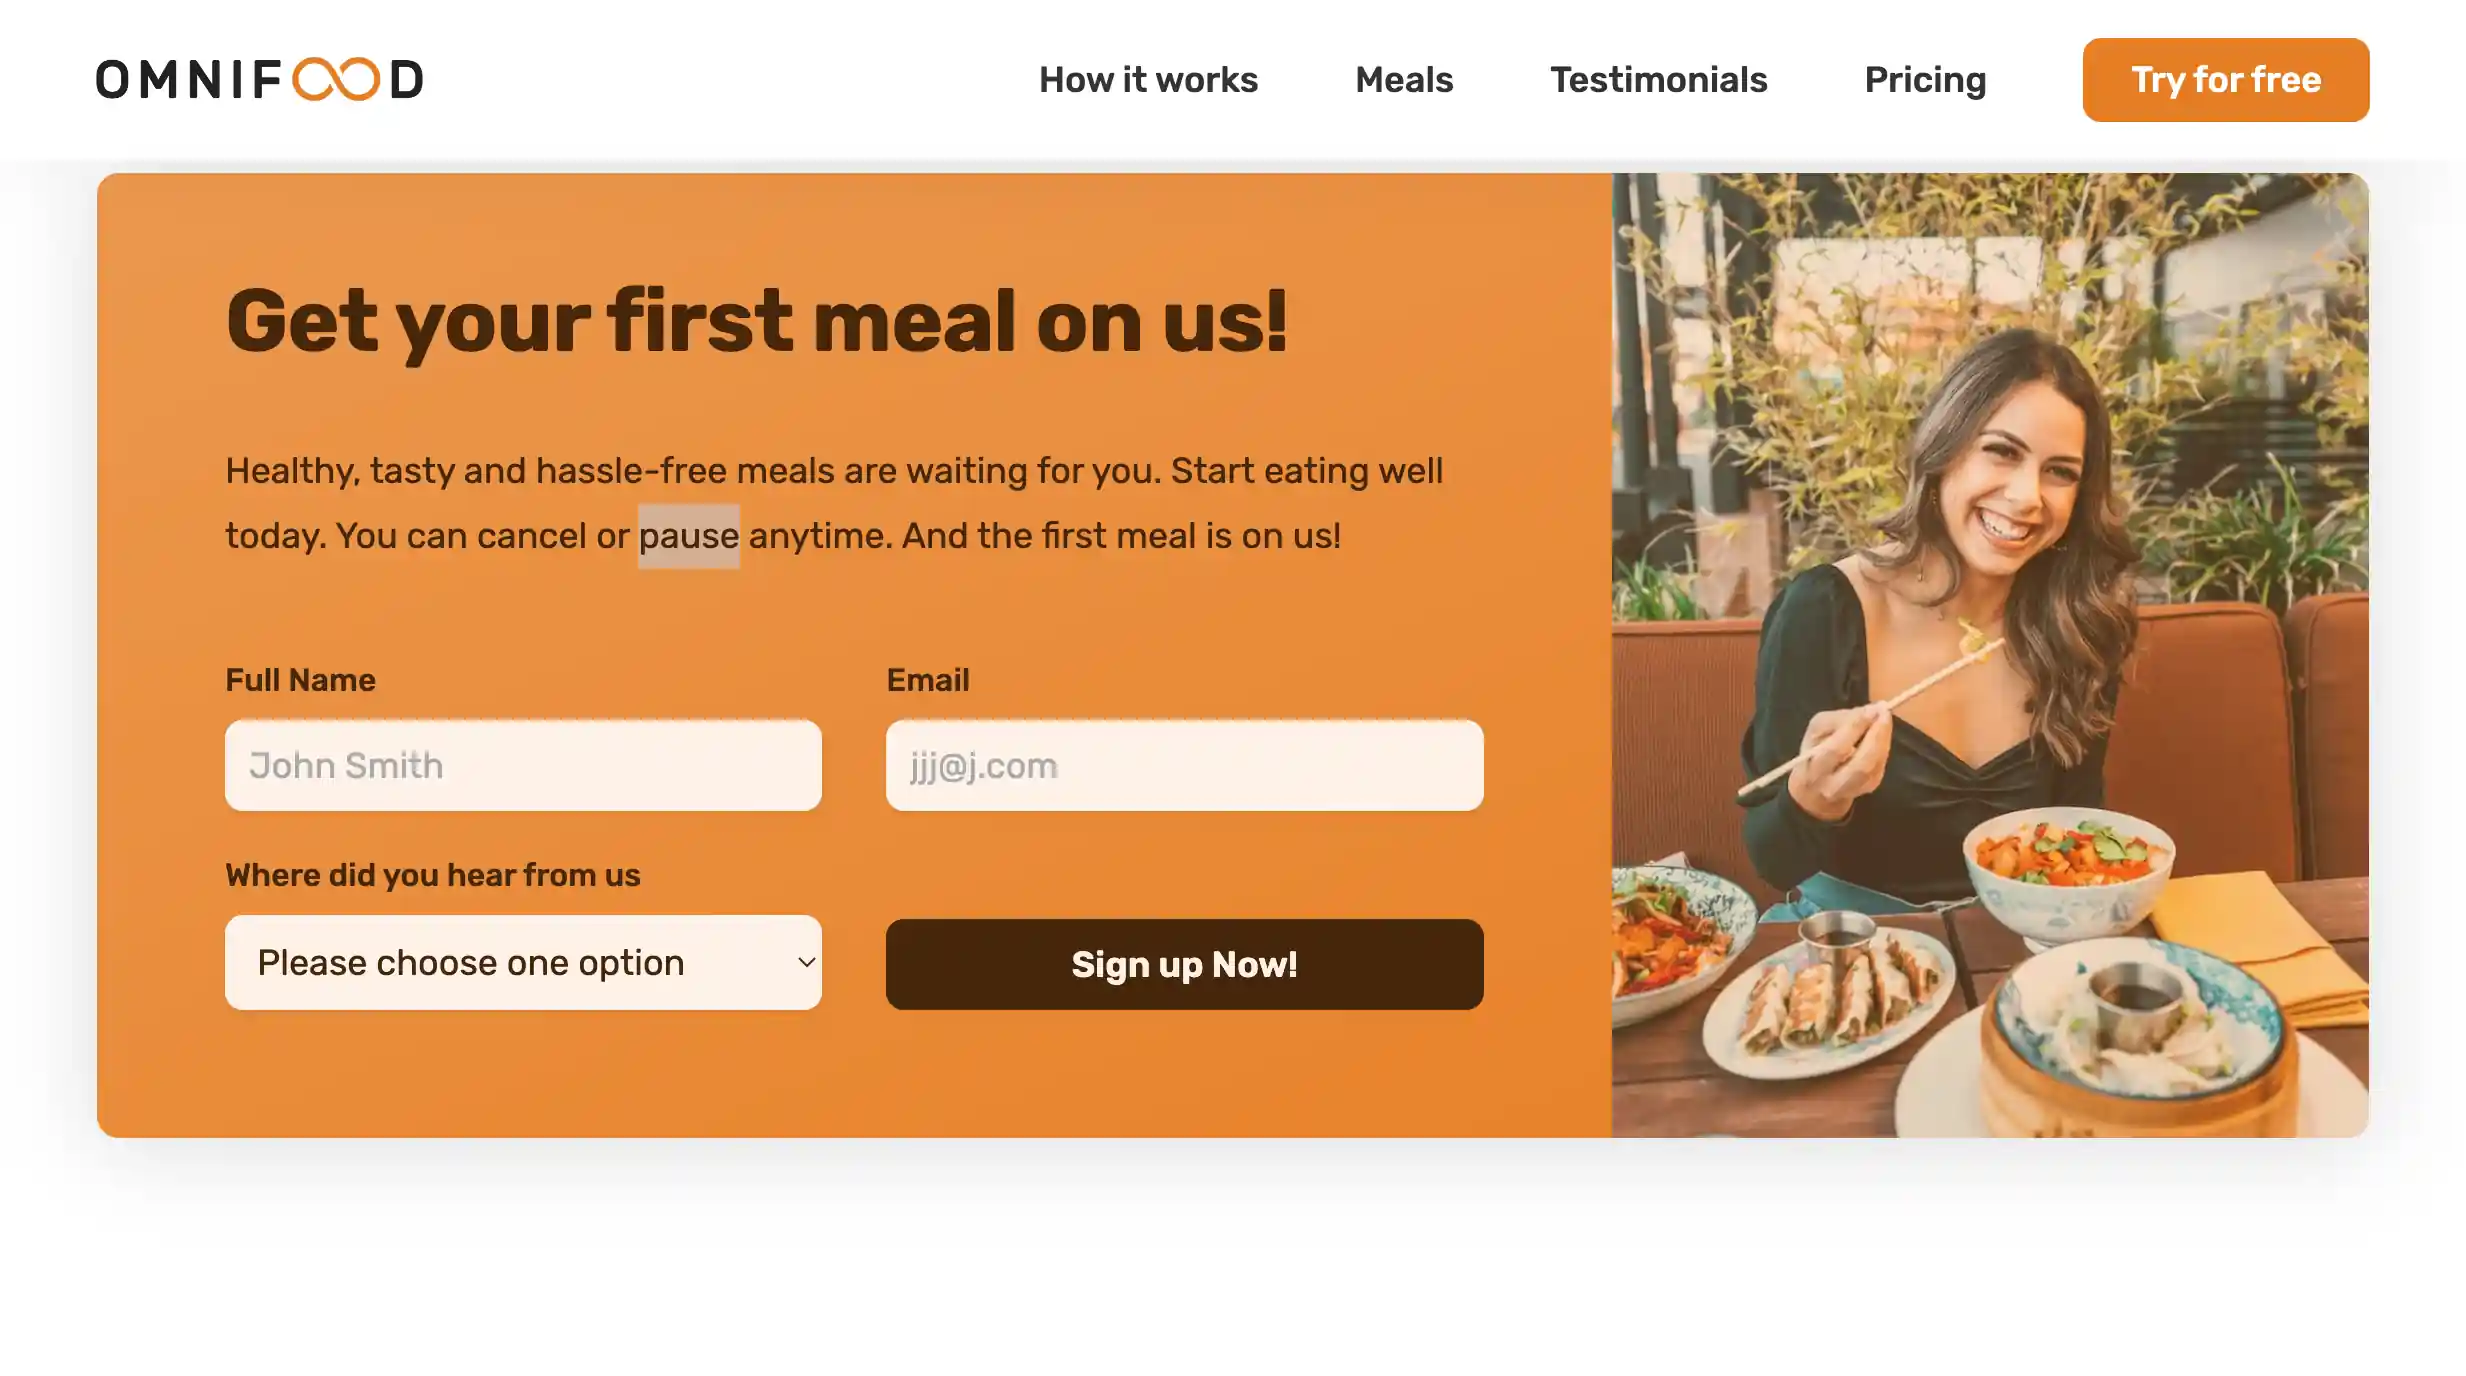 OMNIFOOD
How it works
Meals
Testimonials
Pricing
Try for free
Get your first meal on us!
Healthy, tasty and hassle-free meals are waiting for you. Start eating well
today. You can cancel or pause anytime. And the first meal is on us!
Full Name
Email
John Smith
jjj@j.com
Where did you hear from us
Please choose one option
Sign up Now!